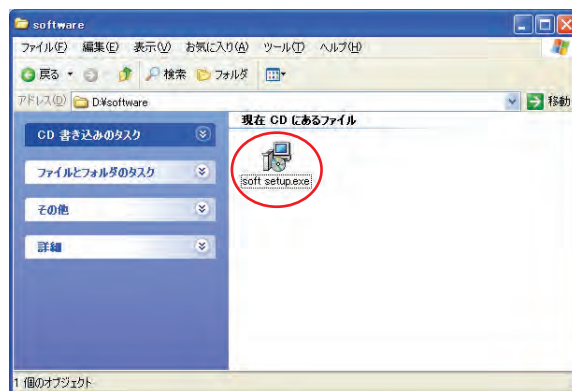 software
ファイル(F) 編集(E) 表示(V) お気に入り(A) ツール(T) ヘルプ(H)
戻る 検索 フォルダ
アドレス(D) D:¥software 移動
現在 CD にあるファイル
CD 書き込みのタスク
soft setup.exe
ファイルとフォルダのタスク
その他
詳細
1 個のオブジェクト